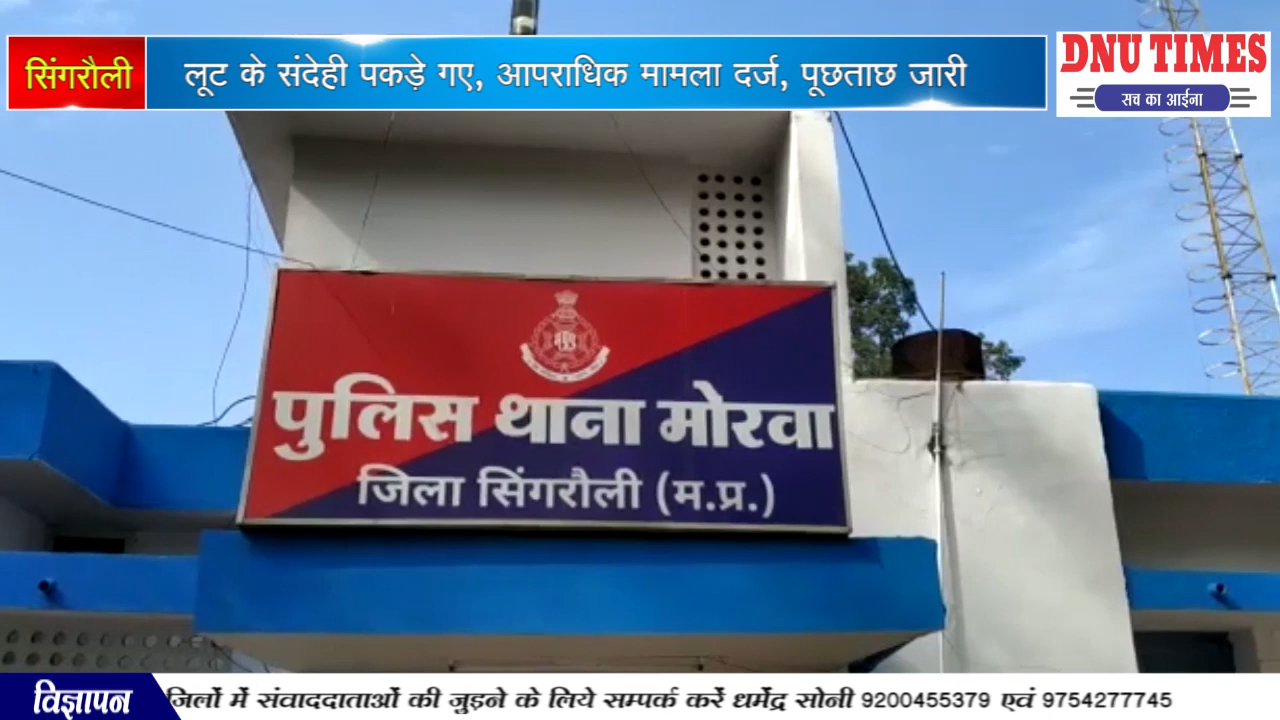 सिंगरौली
लूट के संदेही पकड़े गए, आपराधिक मामला दर्ज, पूछताछ जारी
DNU TIMES
सच का आईना
पुलिस थाना मोरवा
जिला सिंगरौली (म.प्र.)
विज्ञापन
जिलों में संवाददाताओं की जुड़ने के लिये सम्पर्क करें धर्मेंद्र सोनी 9200455379 एवं 9754277745